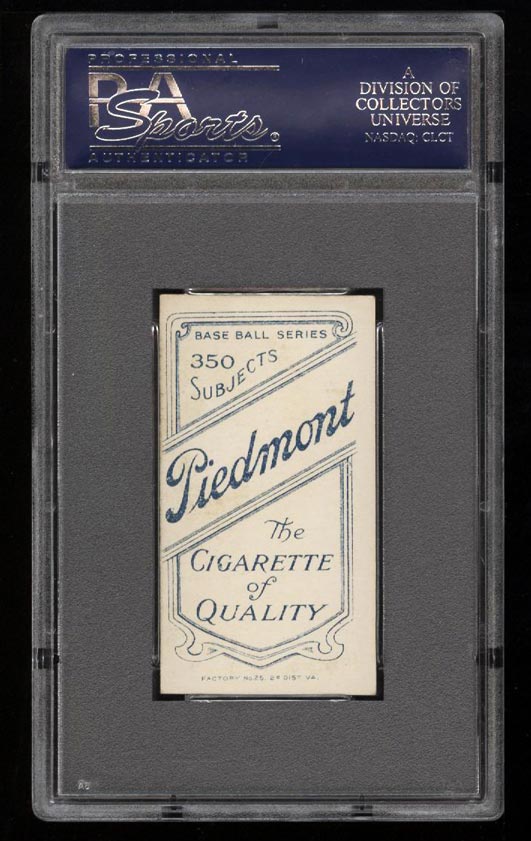 PROFESSIONAL
PSA
Sports®
AUTHENTICATOR
A
DIVISION OF
COLLECTORS
UNIVERSE
NASDAQ: CLCT
BASE BALL SERIES
350
SUBJECTS
Piedmont
The
CIGARETTE
of
QUALITY
FACTORY No. 25, 2D DIST. VA.